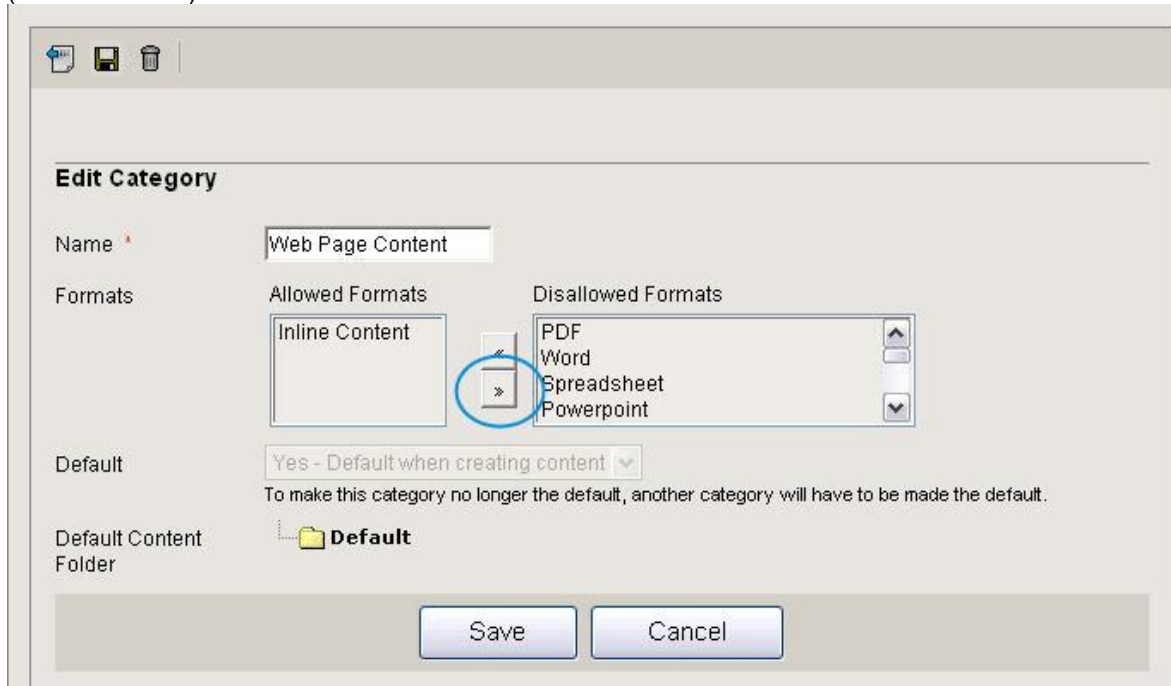 Edit Category
Name * Web Page Content
Formats Allowed Formats Disallowed Formats
Inline Content « PDF
Word
» Spreadsheet
Powerpoint
Default Yes - Default when creating content
To make this category no longer the default, another category will have to be made the default.
Default Content Default
Folder
Save Cancel